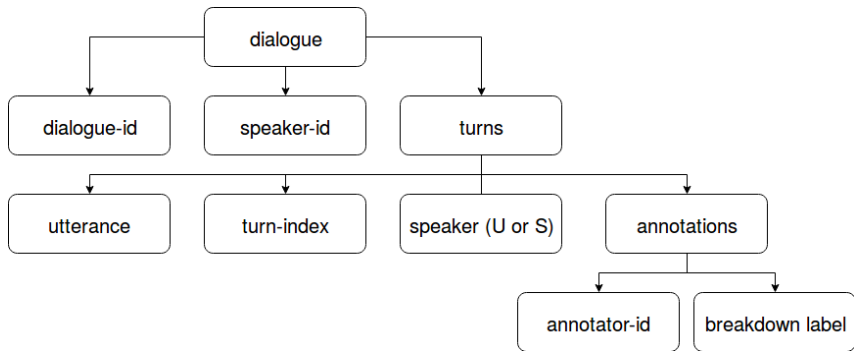 dialogue
dialogue-id
speaker-id
turns
utterance
turn-index
speaker (U or S)
annotations
annotator-id
breakdown label